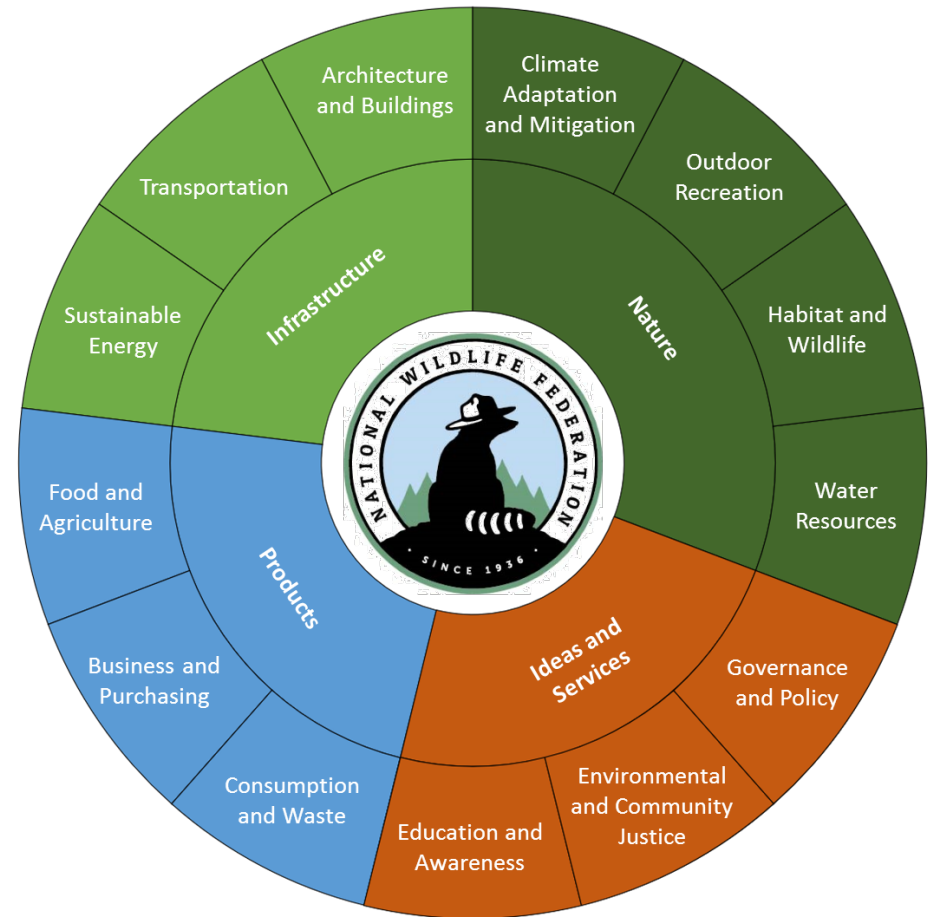 Architecture
and Buildings
Climate
Adaptation
and Mitigation
Outdoor
Recreation
Transportation
Habitat and
Wildlife
Sustainable
Energy
Infrastructure
Nature
NATIONAL WILDLIFE FEDERATION
· SINCE 1936 ·
Food and
Agriculture
Water
Resources
Products
Ideas and
Services
Business and
Purchasing
Governance
and Policy
Consumption
and Waste
Environmental
and Community
Justice
Education and
Awareness